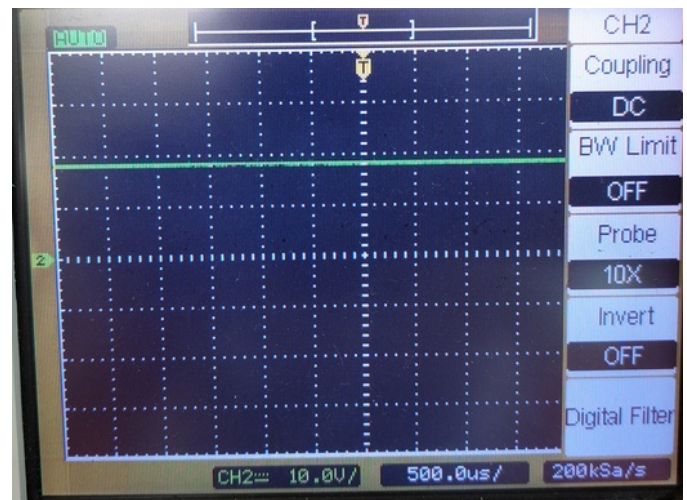 AUTO
T
T
CH2
Coupling
DC
BW Limit
OFF
Probe
10X
Invert
OFF
Digital Filter
2
CH2 10.0V/ 500.0us/ 200kSa/s